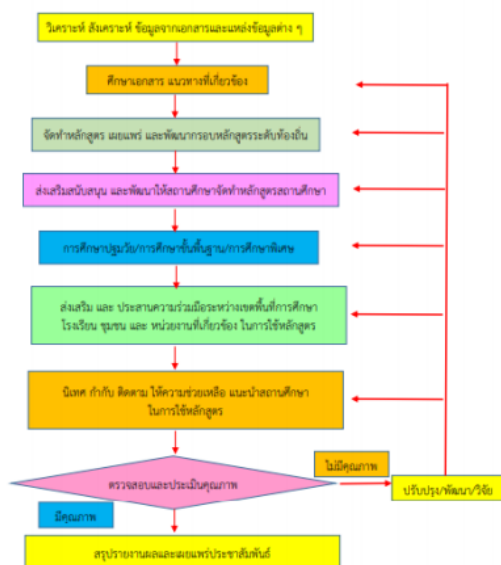 วิเคราะห์ สังเคราะห์ ข้อมูลจากเอกสารและแหล่งข้อมูลต่าง ๆ
ศึกษาเอกสาร แนวทางที่เกี่ยวข้อง
จัดทำหลักสูตร เผยแพร่ และพัฒนากรอบหลักสูตรระดับท้องถิ่น
ส่งเสริมสนับสนุน และพัฒนาให้สถานศึกษาจัดทำหลักสูตรสถานศึกษา
การศึกษาปฐมวัย/การศึกษาขั้นพื้นฐาน/การศึกษาพิเศษ
ส่งเสริม และ ประสานความร่วมมือระหว่างเขตพื้นที่การศึกษา
โรงเรียน ชุมชน และ หน่วยงานที่เกี่ยวข้อง ในการใช้หลักสูตร
นิเทศ กำกับ ติดตาม ให้ความช่วยเหลือ แนะนำสถานศึกษา
ในการใช้หลักสูตร
ไม่มีคุณภาพ
ตรวจสอบและประเมินคุณภาพ
ปรับปรุง/พัฒนา/วิจัย
มีคุณภาพ
สรุปรายงานผลและเผยแพร่ประชาสัมพันธ์